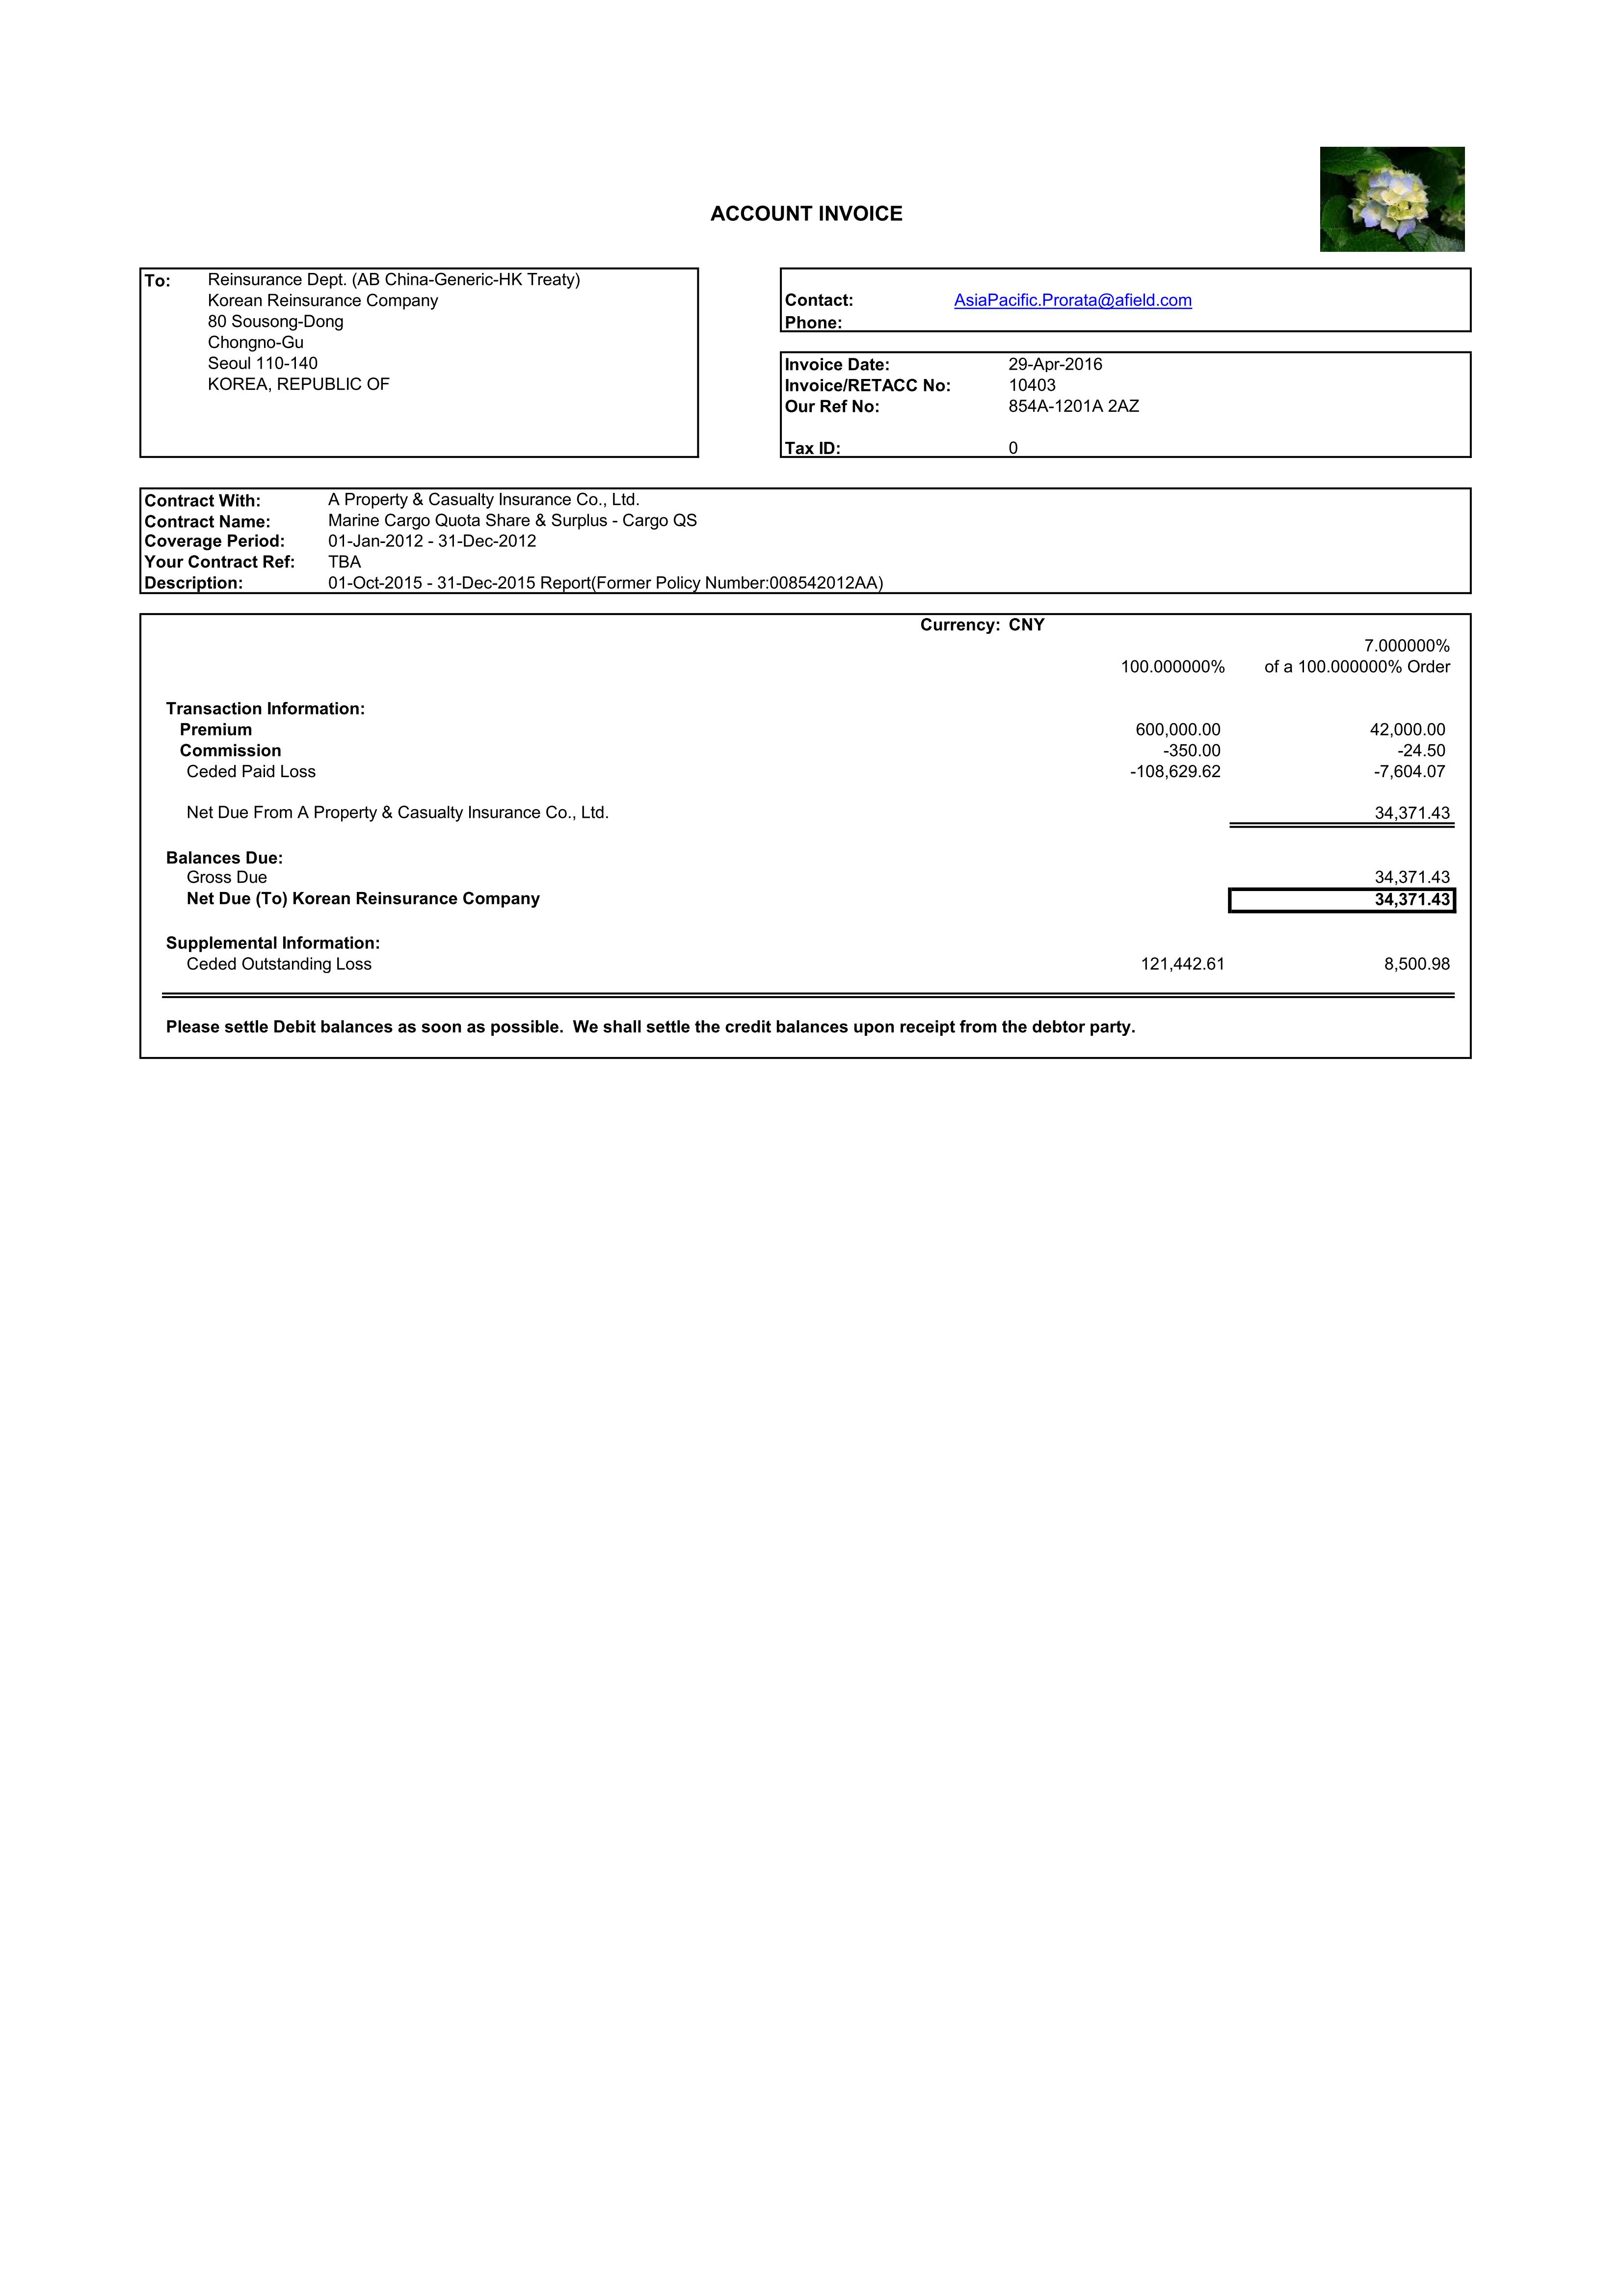 ACCOUNT INVOICE
To: Reinsurance Dept. (AB China-Generic-HK Treaty)
Korean Reinsurance Company
80 Sousong-Dong
Chongno-Gu
Seoul 110-140
KOREA, REPUBLIC OF
Contact: AsiaPacific.Prorata@afield.com
Phone:
Invoice Date: 29-Apr-2016
Invoice/RETACC No: 10403
Our Ref No: 854A-1201A 2AZ
Tax ID: 0
Contract With: A Property & Casualty Insurance Co., Ltd.
Contract Name: Marine Cargo Quota Share & Surplus - Cargo QS
Coverage Period: 01-Jan-2012 - 31-Dec-2012
Your Contract Ref: TBA
Description: 01-Oct-2015 - 31-Dec-2015 Report(Former Policy Number:008542012AA)
Currency: CNY
7.000000%
100.000000% of a 100.000000% Order
Transaction Information:
Premium 600,000.00 42,000.00
Commission -350.00 -24.50
Ceded Paid Loss -108,629.62 -7,604.07
Net Due From A Property & Casualty Insurance Co., Ltd. 34,371.43
Balances Due:
Gross Due 34,371.43
Net Due (To) Korean Reinsurance Company 34,371.43
Supplemental Information:
Ceded Outstanding Loss 121,442.61 8,500.98
Please settle Debit balances as soon as possible. We shall settle the credit balances upon receipt from the debtor party.